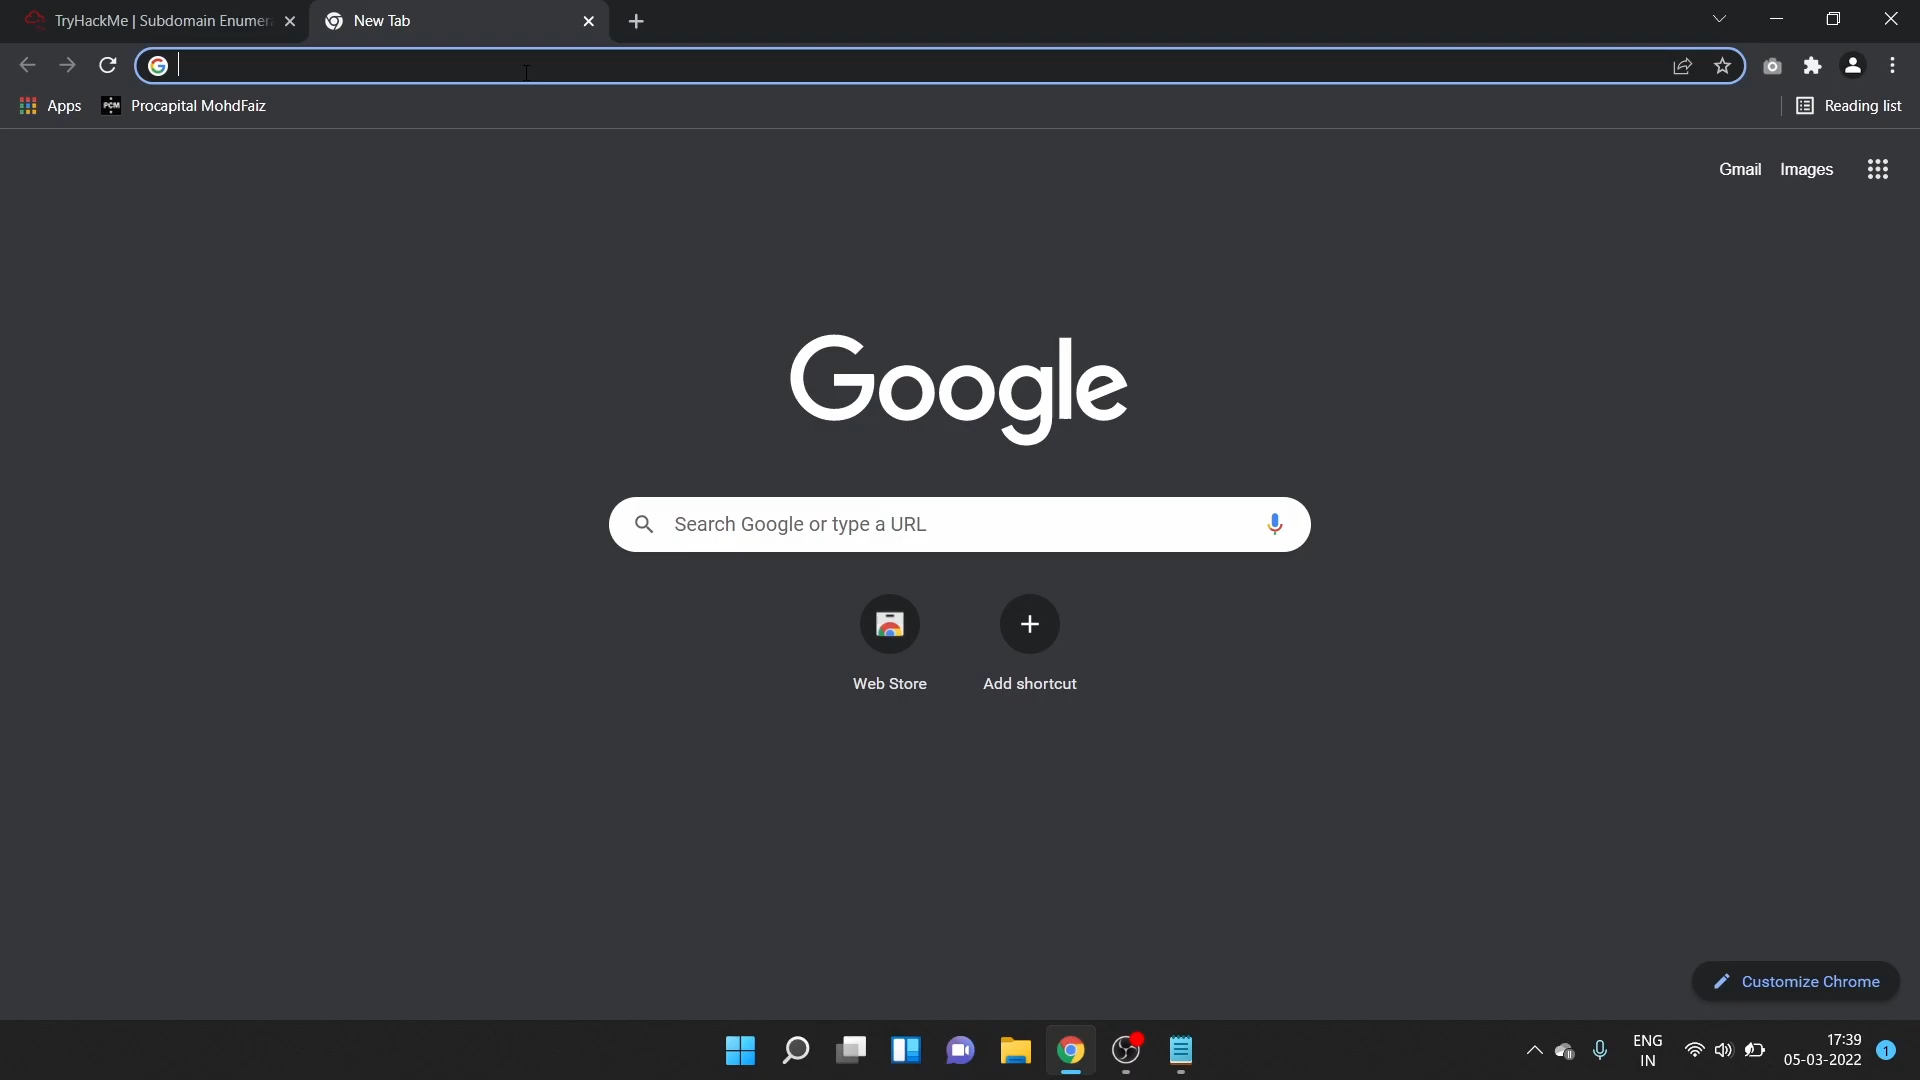 TryHackMe | Subdomain Enumer
New Tab
Apps
PCM
Procapital MohdFaiz
Reading list
Gmail
Images
Google
Search Google or type a URL
Web Store
Add shortcut
Customize Chrome
ENG
IN
17:39
05-03-2022
1